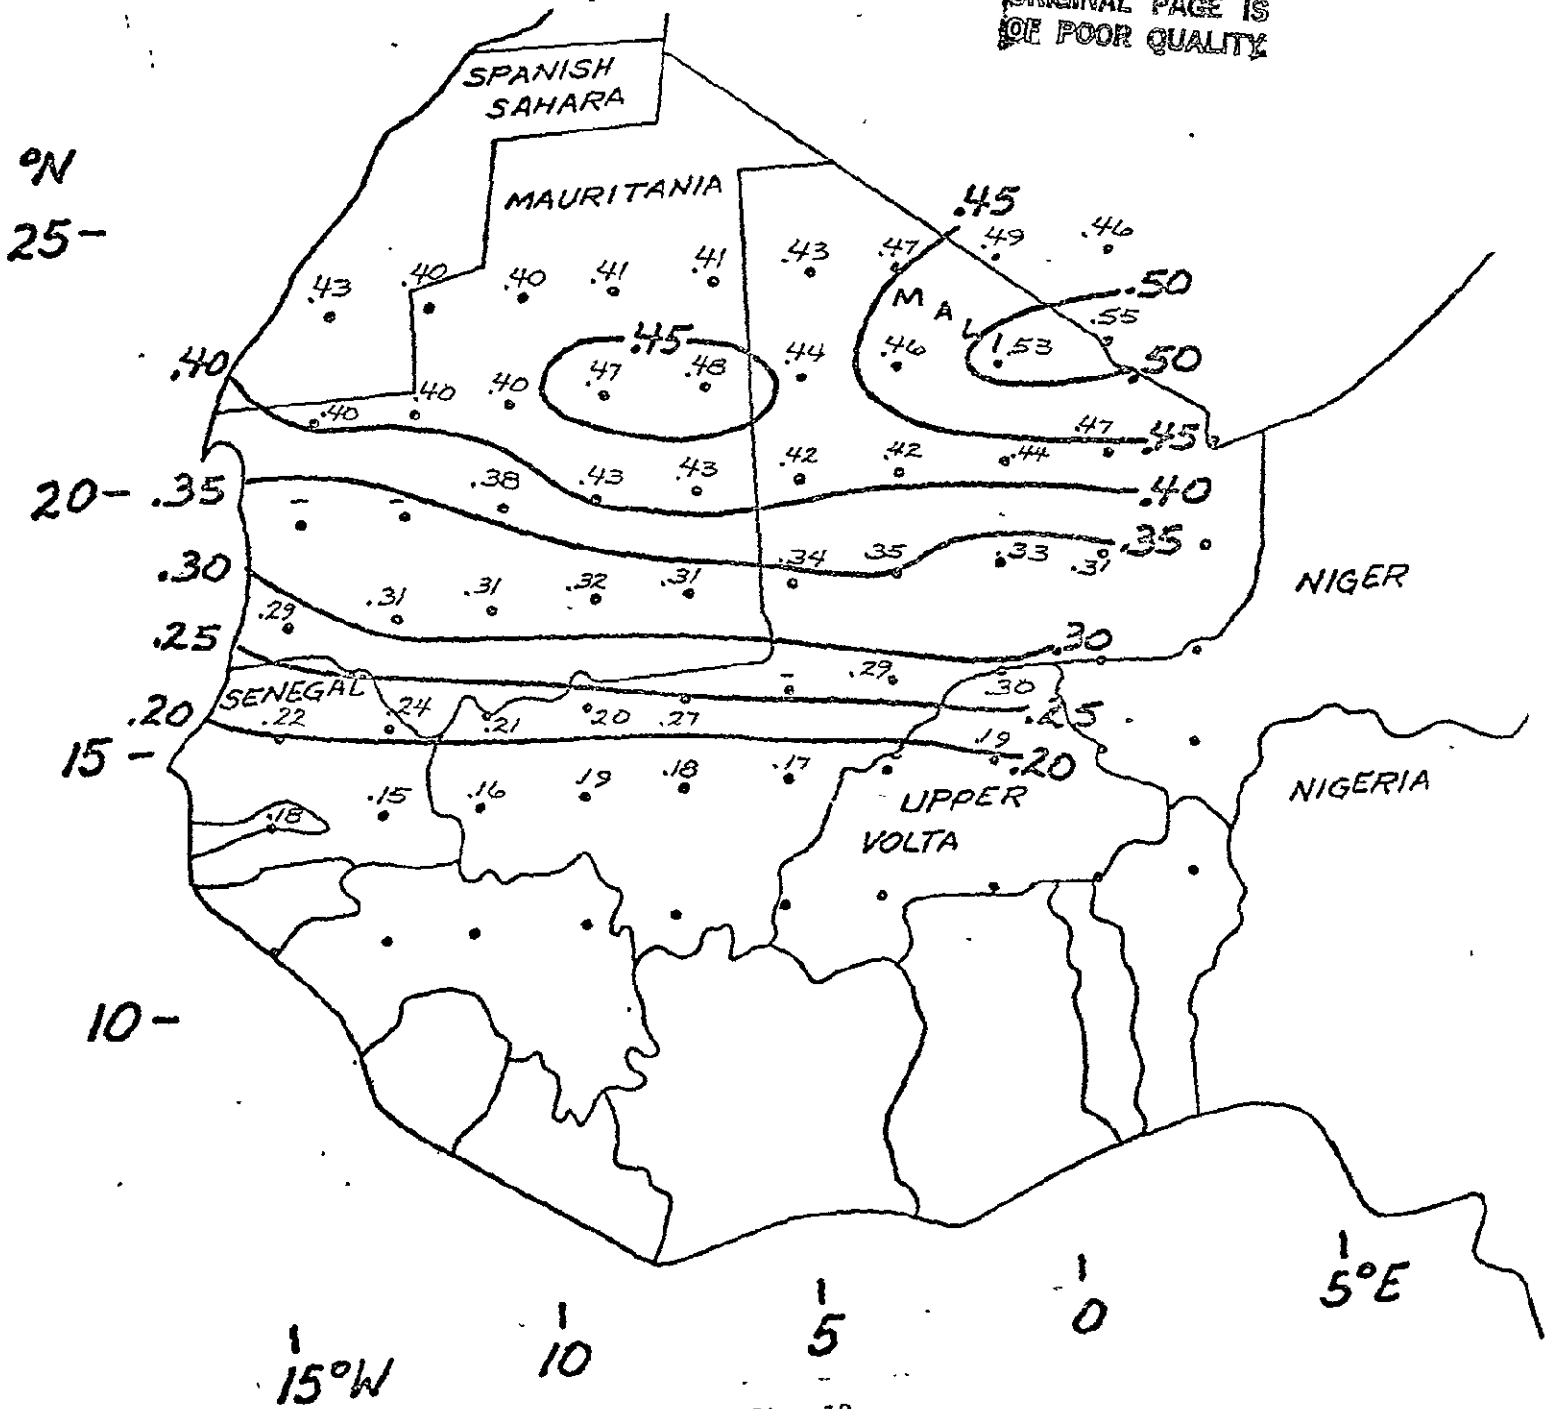 ORIGINAL PAGE IS
OF POOR QUALITY
SPANISH
SAHARA
°N
MAURITANIA
.45
25-
.43 .40 .40 .41 .41 .43 .47 .49 .46
MALI
.50
.55
.40
.45
.47 .48 .44 .46 .53
.50
.40 .40 .40
.47 .45
20- .35
.38 .43 .43 .42 .42 .44
.40
- -
.30
.34 .35 .33 .31 .35
NIGER
.29 .31 .31 .32 .31
.25
.30
SENEGAL
- .29 .30
.20
.22 .24 .21 .20 .27
.25
15-
.19 .20
.15 .16 .19 .18 .17
UPPER
VOLTA
NIGERIA
.18
10-
15°W 10 5 0 5°E